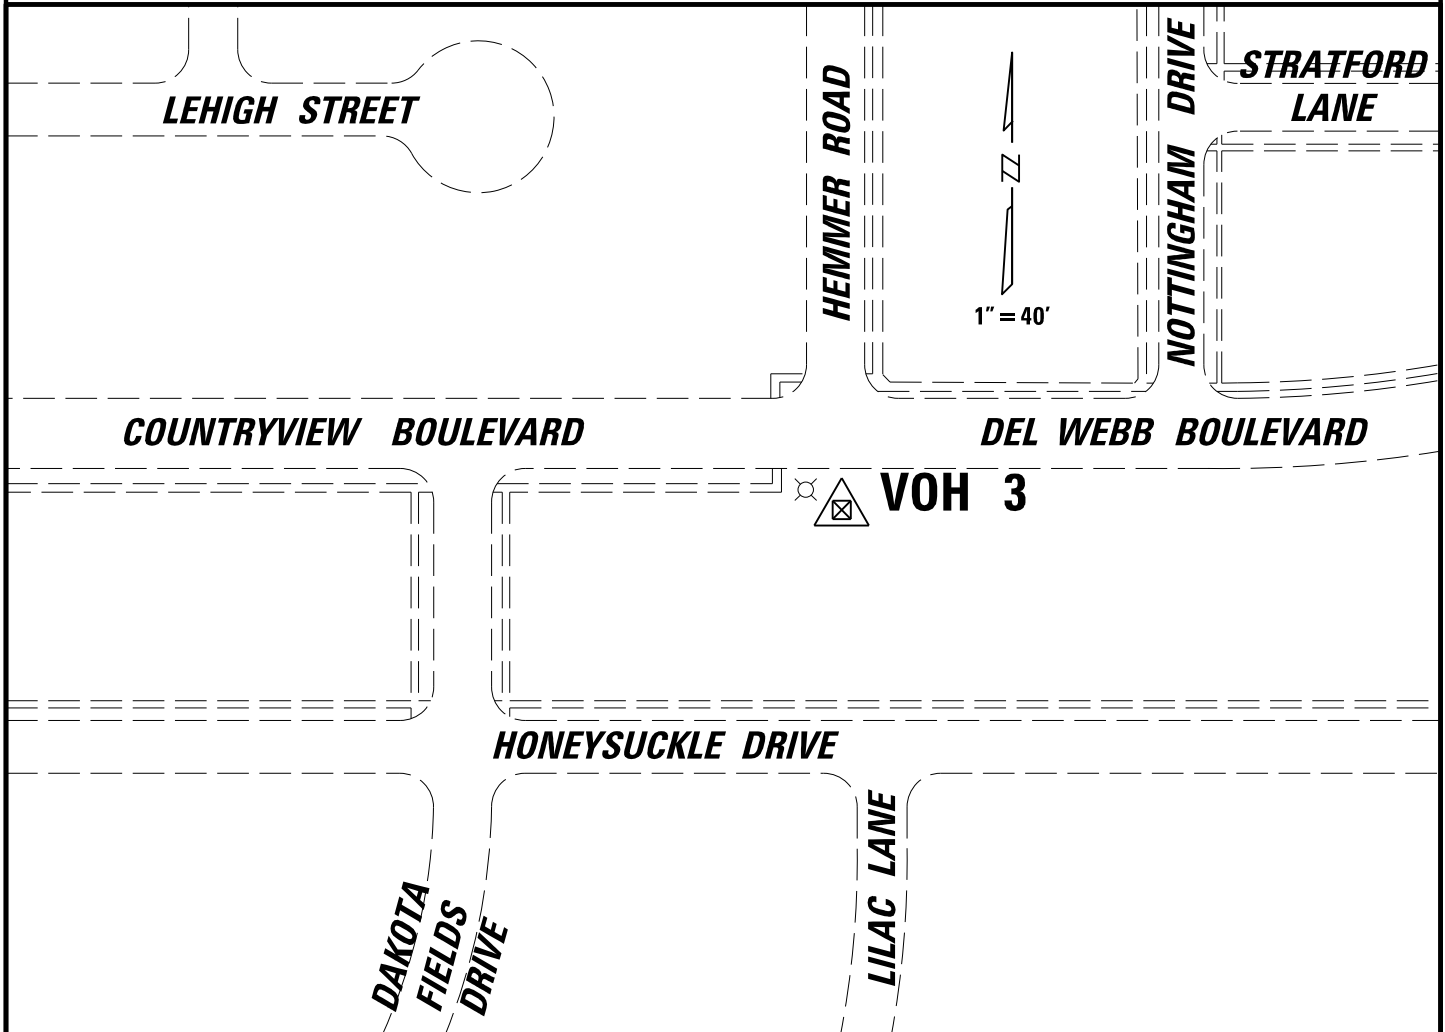 LEHIGH STREET
HEMMER ROAD
NOTTINGHAM DRIVE
STRATFORD
LANE
N
1" = 40'
COUNTRYVIEW BOULEVARD
DEL WEBB BOULEVARD
VOH 3
HONEYSUCKLE DRIVE
LILAC LANE
DAKOTA
FIELDS
DRIVE